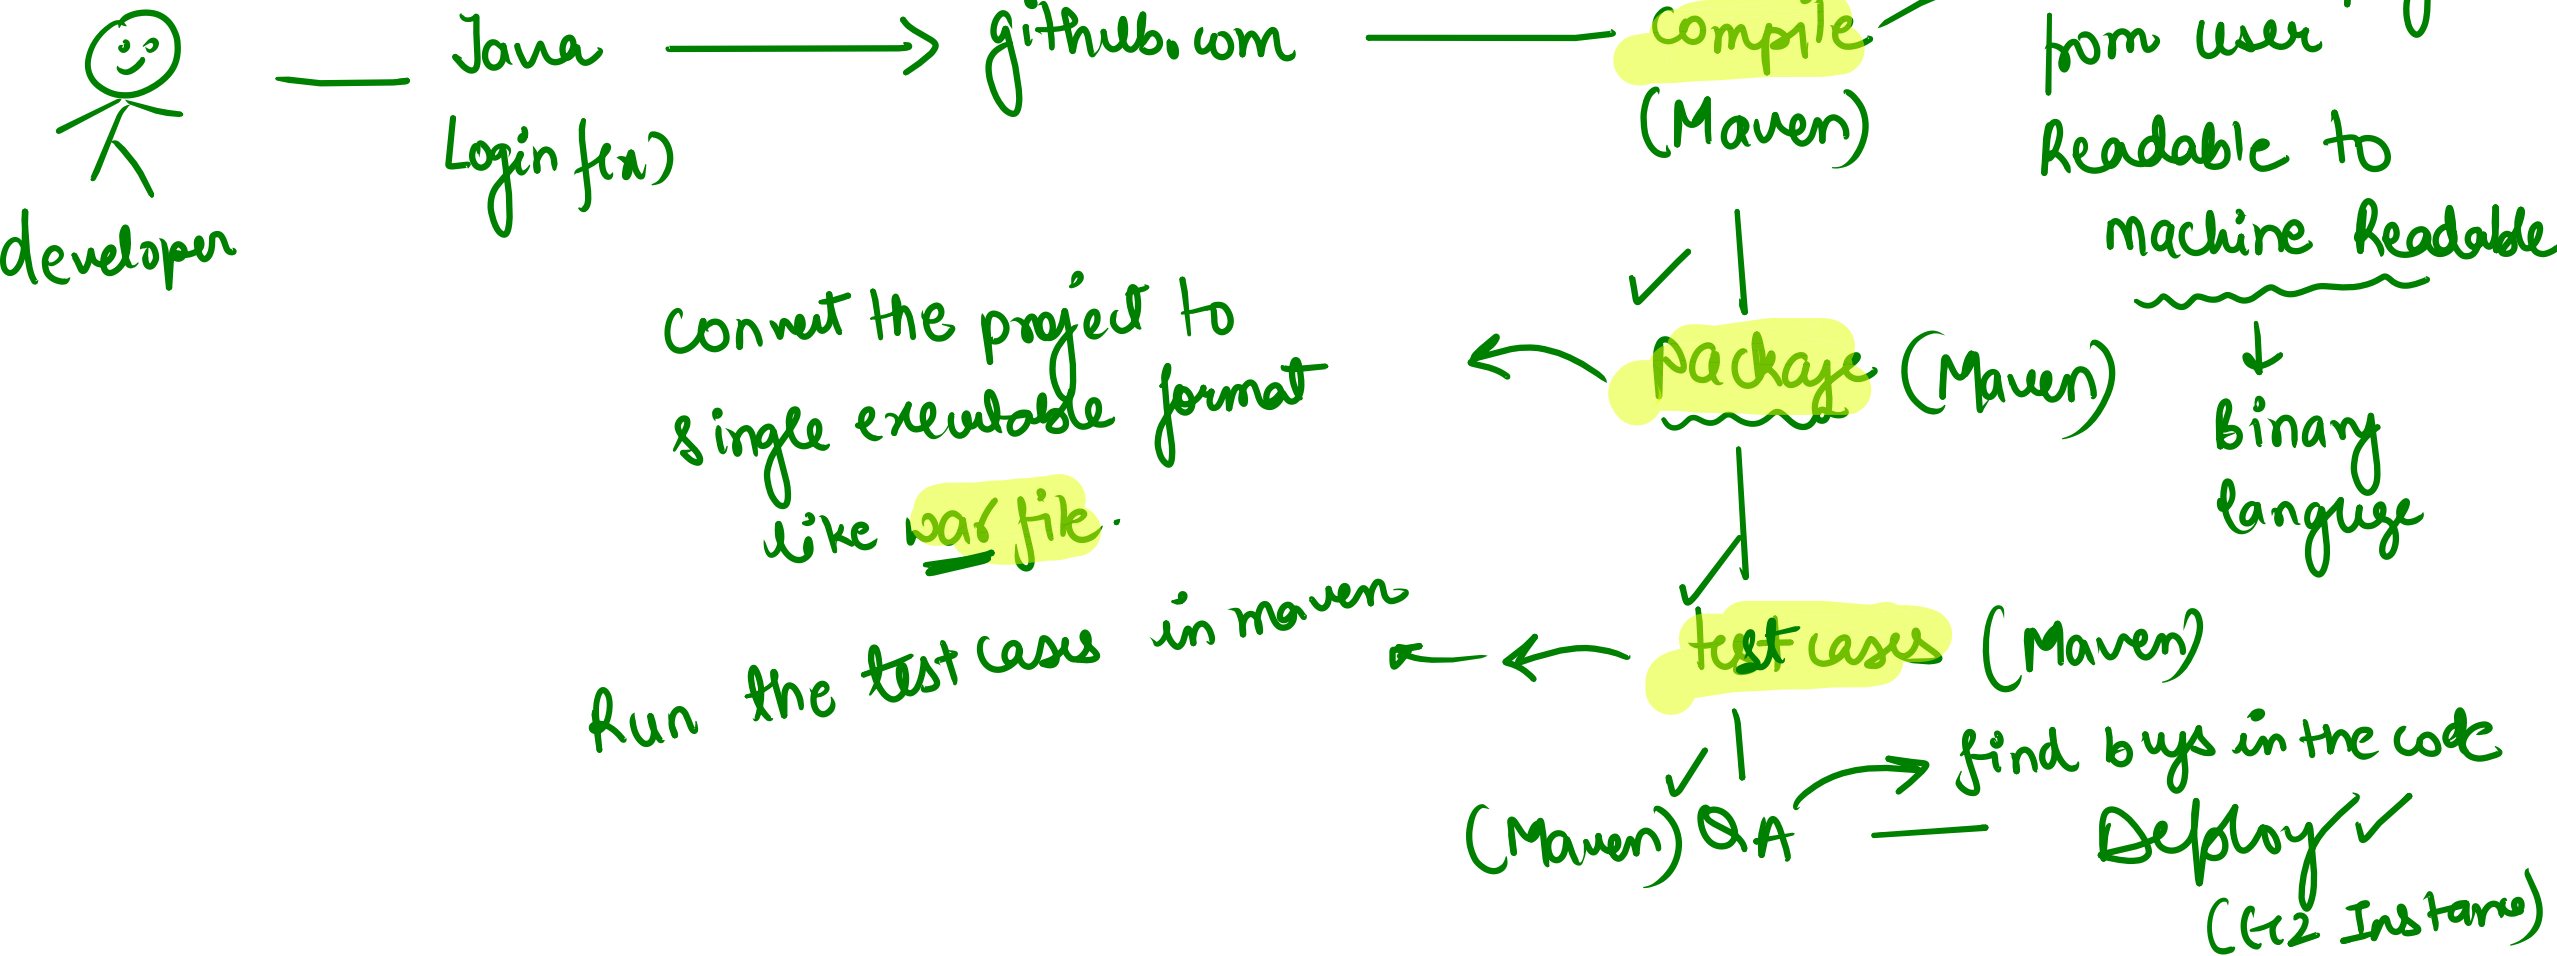 Java
Login f(x)
developer
github.com
compile
(Maven)
from user
Readable to
machine Readable
Binary
languge
package (Maven)
convert the project to
single executable format
like war file.
test cases (Maven)
Run the test cases in maven
(Maven) QA
find bugs in the code
Deploy
(EC2 Instance)